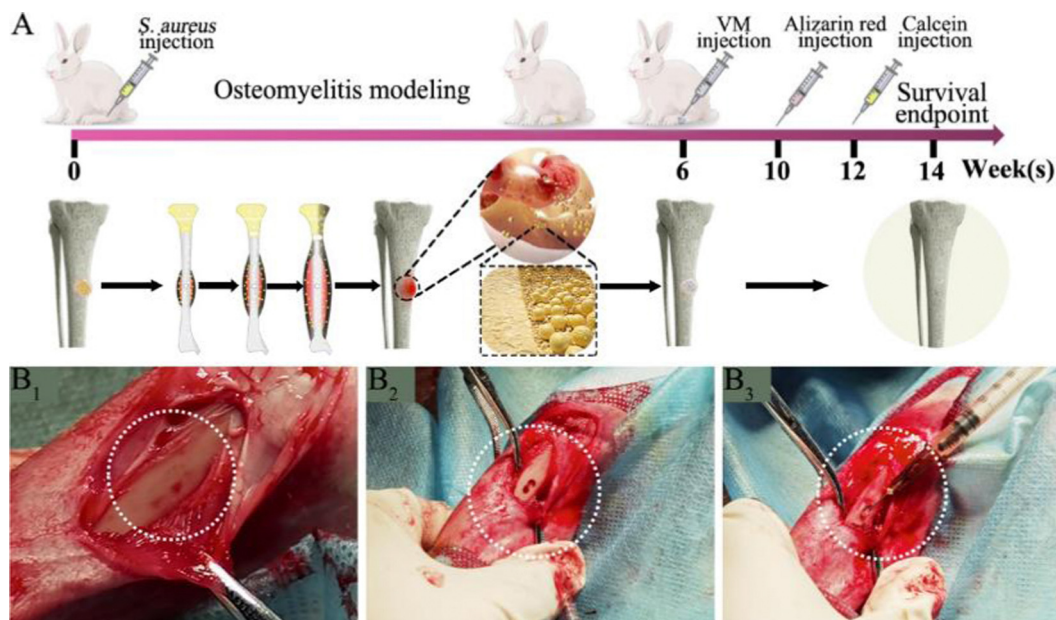 A
S. aureus
injection
Osteomyelitis modeling
VM
injection
Alizarin red
injection
Calcein
injection
Survival
endpoint
0
6
10
12
14
Week(s)
B1
B2
B3